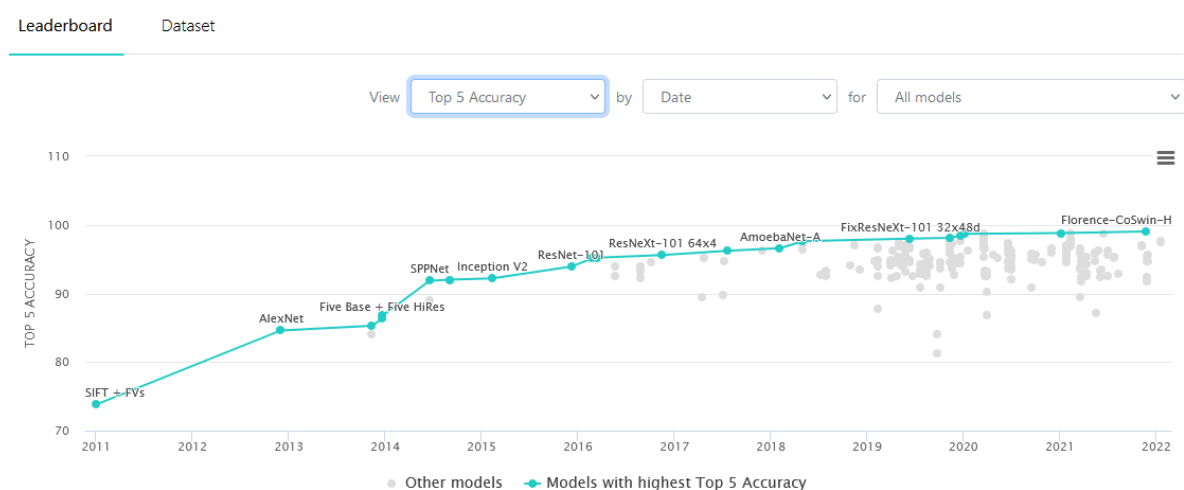 Leaderboard Dataset
View Top 5 Accuracy by Date for All models
110
100
90
80
70
TOP 5 ACCURACY
SIFT + FVs
AlexNet
Five Base + Five HiRes
SPPNet
Inception V2
ResNet-101
ResNeXt-101 64x4
AmoebaNet-A
FixResNeXt-101 32x48d
Florence-CoSwin-H
2011 2012 2013 2014 2015 2016 2017 2018 2019 2020 2021 2022
Other models Models with highest Top 5 Accuracy